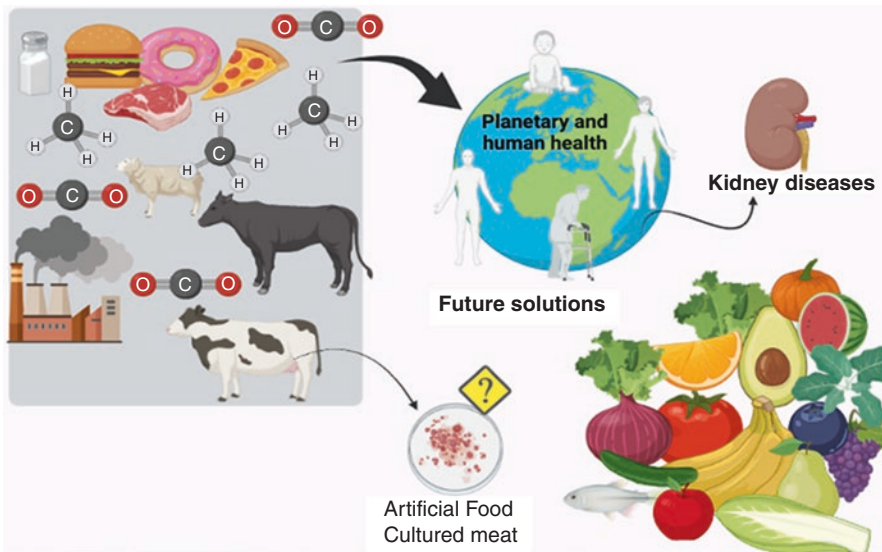 O C O
H
C
H
H
H
H
C
H
H
H
H
C
H
H
H
O C O
O C O
Planetary and
human health
Kidney diseases
Future solutions
?
Artificial Food
Cultured meat